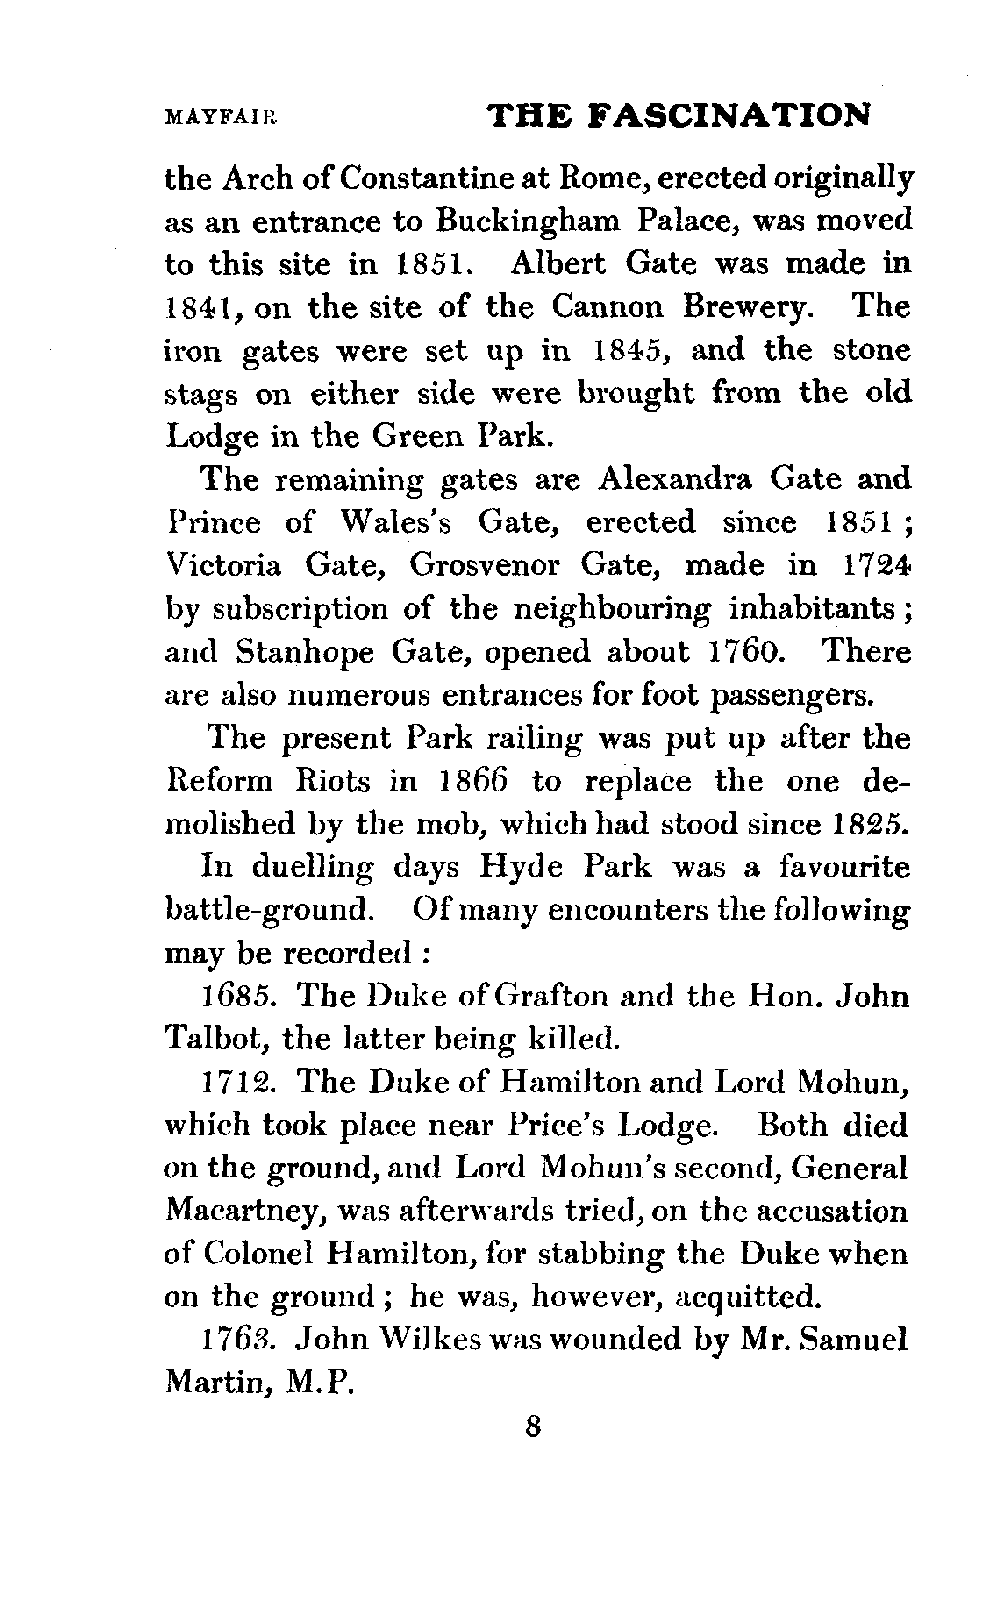 MAYFAIR THE FASCINATION
the Arch of Constantine at Rome, erected originally
as an entrance to Buckingham Palace, was moved
to this site in 1851. Albert Gate was made in
1841, on the site of the Cannon Brewery. The
iron gates were set up in 1845, and the stone
stags on either side were brought from the old
Lodge in the Green Park.
The remaining gates are Alexandra Gate and
Prince of Wales's Gate, erected since 1851 ;
Victoria Gate, Grosvenor Gate, made in 1724
by subscription of the neighbouring inhabitants ;
and Stanhope Gate, opened about 1760. There
are also numerous entrances for foot passengers.
The present Park railing was put up after the
Reform Riots in 1866 to replace the one de-
molished by the mob, which had stood since 1825.
In duelling days Hyde Park was a favourite
battle-ground. Of many encounters the following
may be recorded :
1685. The Duke of Grafton and the Hon. John
Talbot, the latter being killed.
1712. The Duke of Hamilton and Lord Mohun,
which took place near Price's Lodge. Both died
on the ground, and Lord Mohun's second, General
Macartney, was afterwards tried, on the accusation
of Colonel Hamilton, for stabbing the Duke when
on the ground ; he was, however, acquitted.
1763. John Wilkes was wounded by Mr. Samuel
Martin, M.P.
8